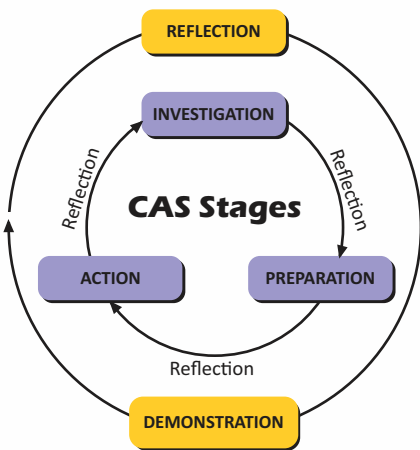 REFLECTION
INVESTIGATION
Reflection
Reflection
CAS Stages
ACTION
PREPARATION
Reflection
DEMONSTRATION